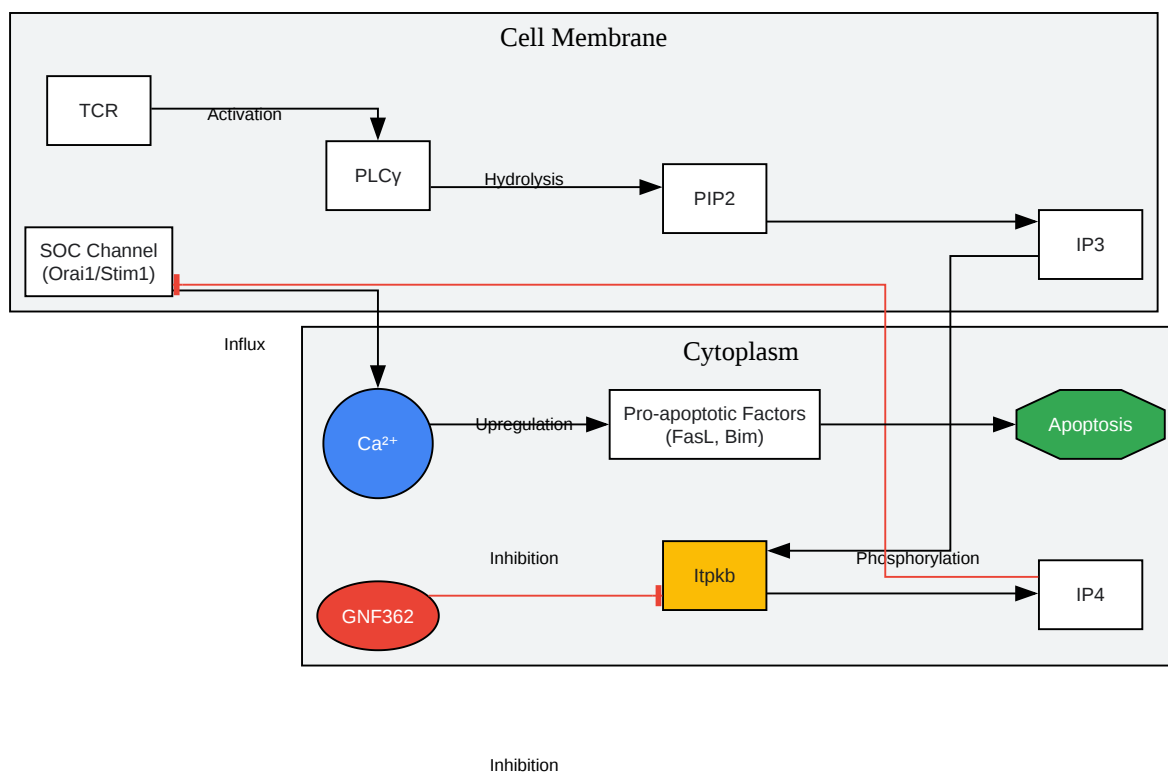 Cell Membrane
TCR
Activation
PLCγ
Hydrolysis
PIP2
IP3
SOC Channel
(Orai1/Stim1)
Influx
Cytoplasm
Ca²⁺
Upregulation
Pro-apoptotic Factors
(FasL, Bim)
Apoptosis
Inhibition
Itpkb
Phosphorylation
GNF362
IP4
Inhibition